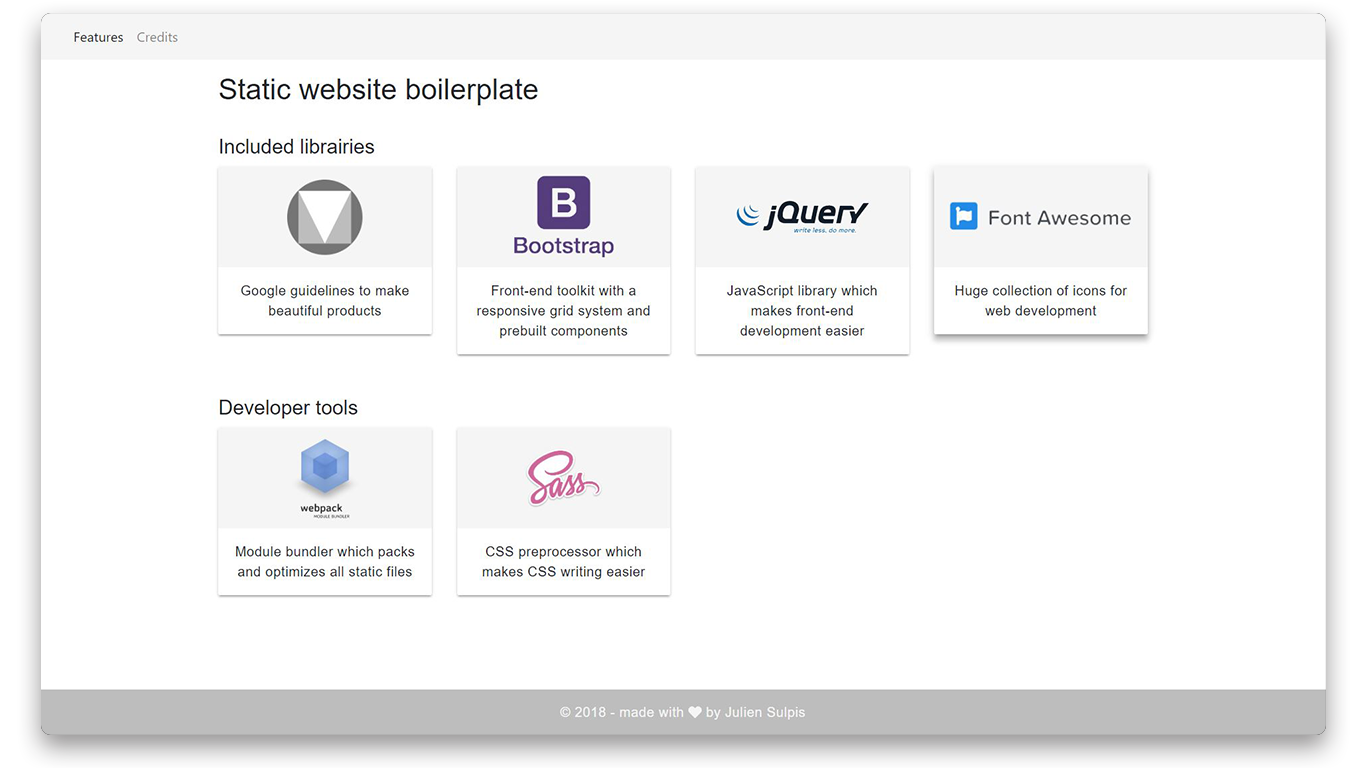 Features Credits
Static website boilerplate
Included librairies
B
Bootstrap
jQuery
write less, do more.
Font Awesome
Google guidelines to make
beautiful products
Front-end toolkit with a
responsive grid system and
prebuilt components
JavaScript library which
makes front-end
development easier
Huge collection of icons for
web development
Developer tools
webpack
MODULE BUNDLER
Sass
Module bundler which packs
and optimizes all static files
CSS preprocessor which
makes CSS writing easier
© 2018 - made with ♥ by Julien Sulpis